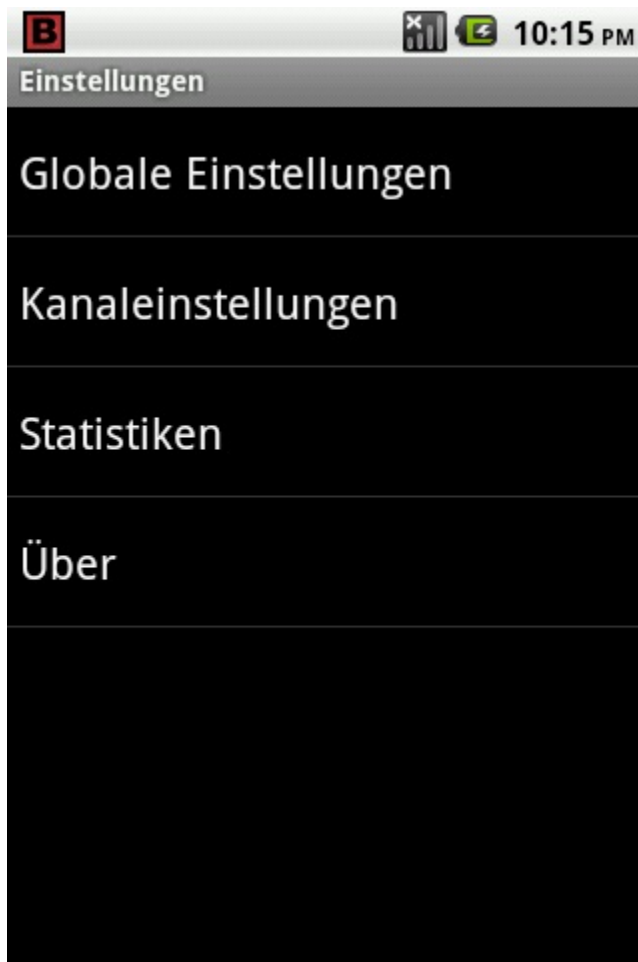 B
10:15 PM
Einstellungen
Globale Einstellungen
Kanaleinstellungen
Statistiken
Über